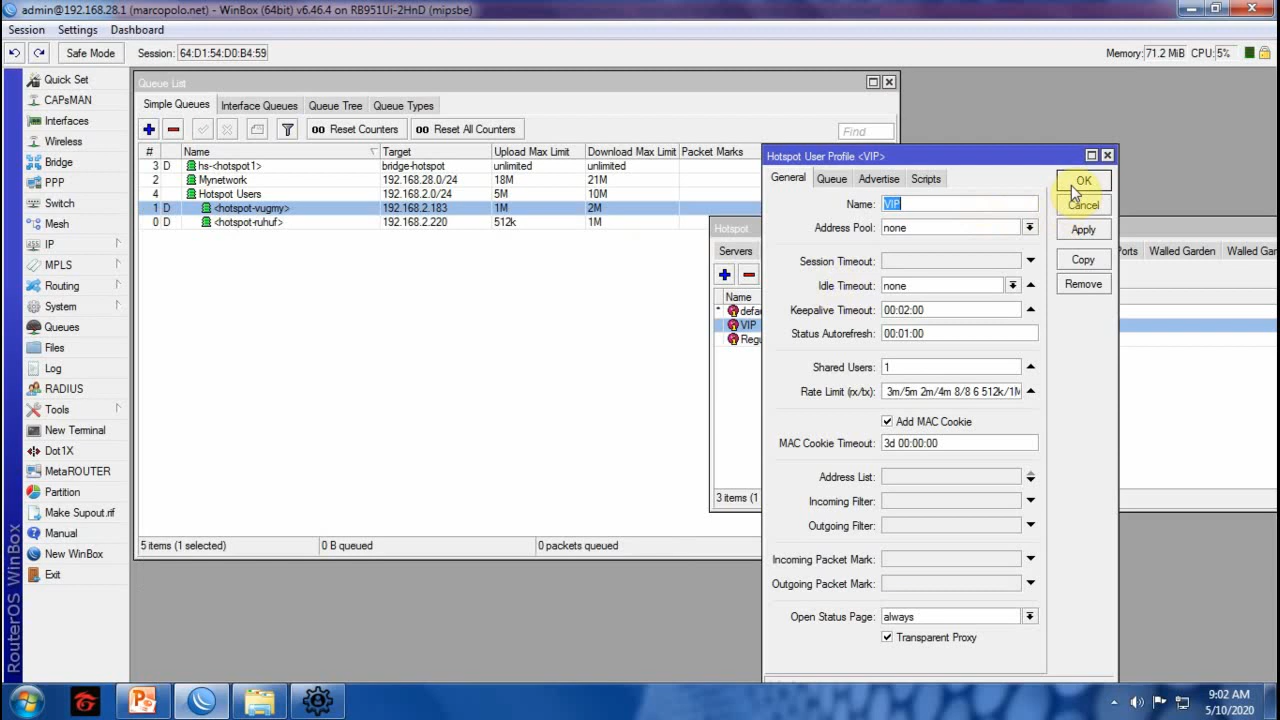 admin@192.168.28.1 (marcopolo.net) - WinBox (64bit) v6.46.4 on RB951Ui-2HnD (mipsbe)
Session Settings Dashboard
Safe Mode Session: 64:D1:54:D0:B4:59 Memory: 71.2 MiB CPU: 5%
Quick Set
CAPsMAN
Interfaces
Wireless
Bridge
PPP
Switch
Mesh
IP
MPLS
Routing
System
Queues
Files
Log
RADIUS
Tools
New Terminal
Dot1X
MetaROUTER
Partition
Make Supout.rif
Manual
New WinBox
Exit
RouterOS WinBox
Queue List
Simple Queues Interface Queues Queue Tree Queue Types
00 Reset Counters 00 Reset All Counters Find
# Name Target Upload Max Limit Download Max Limit Packet Marks
3 D hs-<hotspot1> bridge-hotspot unlimited unlimited
2 Mynetwork 192.168.28.0/24 18M 21M
4 Hotspot Users 192.168.2.0/24 5M 10M
1 D <hotspot-vugmy> 192.168.2.183 1M 2M
0 D <hotspot-ruhuf> 192.168.2.220 512k 1M
5 items (1 selected) 0 B queued 0 packets queued
Hotspot
Servers
Name
* defau
VIP
Regu
3 items (1
Ports Walled Garden Walled Gar
Hotspot User Profile <VIP>
General Queue Advertise Scripts
Name: VIP
Address Pool: none
Session Timeout:
Idle Timeout: none
Keepalive Timeout: 00:02:00
Status Autorefresh: 00:01:00
Shared Users: 1
Rate Limit (rx/tx): 3m/5m 2m/4m 8/8 6 512k/1M
Add MAC Cookie
MAC Cookie Timeout: 3d 00:00:00
Address List:
Incoming Filter:
Outgoing Filter:
Incoming Packet Mark:
Outgoing Packet Mark:
Open Status Page: always
Transparent Proxy
OK
Cancel
Apply
Copy
Remove
9:02 AM
5/10/2020